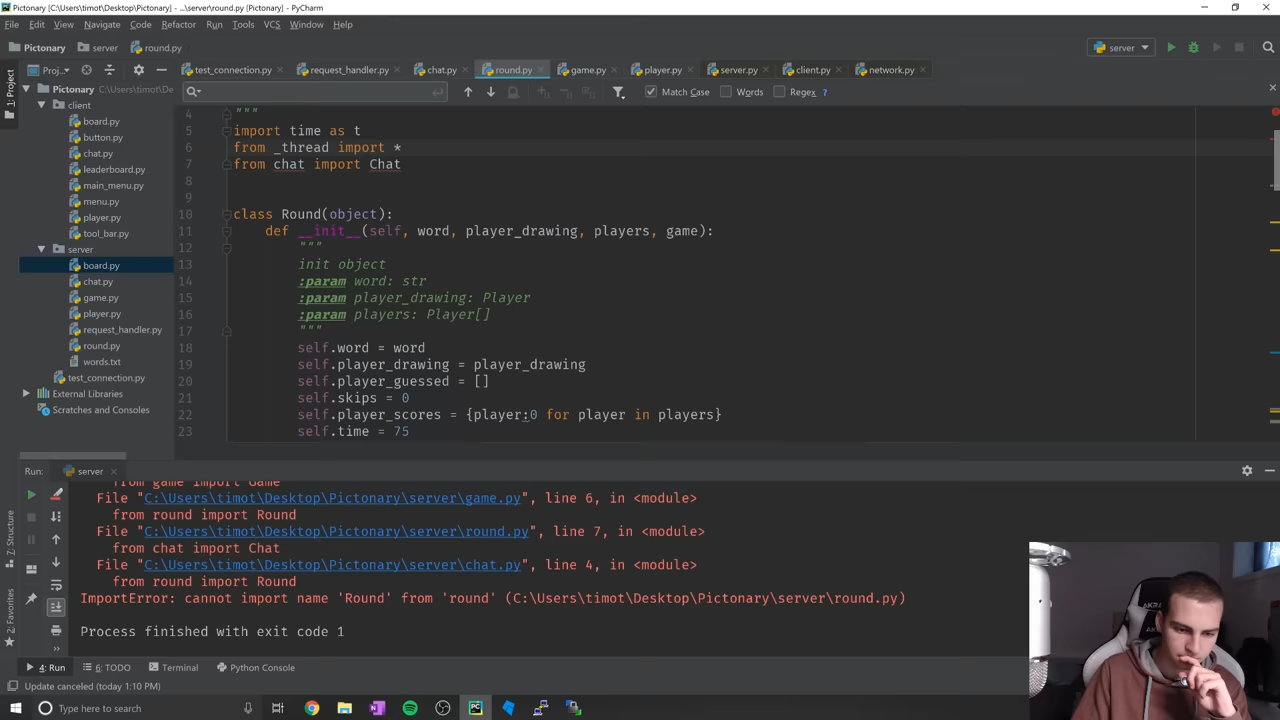 Pictonary [C:\Users\timot\Desktop\Pictonary] - ...\server\round.py [Pictonary] - PyCharm
File Edit View Navigate Code Refactor Run Tools VCS Window Help
Pictonary server round.py server
1: Project
Proj... test_connection.py request_handler.py chat.py round.py game.py player.py server.py client.py network.py
Pictonary C:\Users\timot\De
Match Case Words Regex ?
client
board.py
button.py
chat.py
leaderboard.py
main_menu.py
menu.py
player.py
tool_bar.py
server
board.py
chat.py
game.py
player.py
request_handler.py
round.py
words.txt
test_connection.py
External Libraries
Scratches and Consoles
4 """
5 import time as t
6 from _thread import *
7 from chat import Chat
8
9
10 class Round(object):
11 def __init__(self, word, player_drawing, players, game):
12 """
13 init object
14 :param word: str
15 :param player_drawing: Player
16 :param players: Player[]
17 """
18 self.word = word
19 self.player_drawing = player_drawing
20 self.player_guessed = []
21 self.skips = 0
22 self.player_scores = {player:0 for player in players}
23 self.time = 75
Run: server
from game import Game
File "C:\Users\timot\Desktop\Pictonary\server\game.py", line 6, in <module>
from round import Round
File "C:\Users\timot\Desktop\Pictonary\server\round.py", line 7, in <module>
from chat import Chat
File "C:\Users\timot\Desktop\Pictonary\server\chat.py", line 4, in <module>
from round import Round
ImportError: cannot import name 'Round' from 'round' (C:\Users\timot\Desktop\Pictonary\server\round.py)
Process finished with exit code 1
7: Structure
2: Favorites
4: Run 6: TODO Terminal Python Console
Update canceled (today 1:10 PM)
Type here to search
AKRA